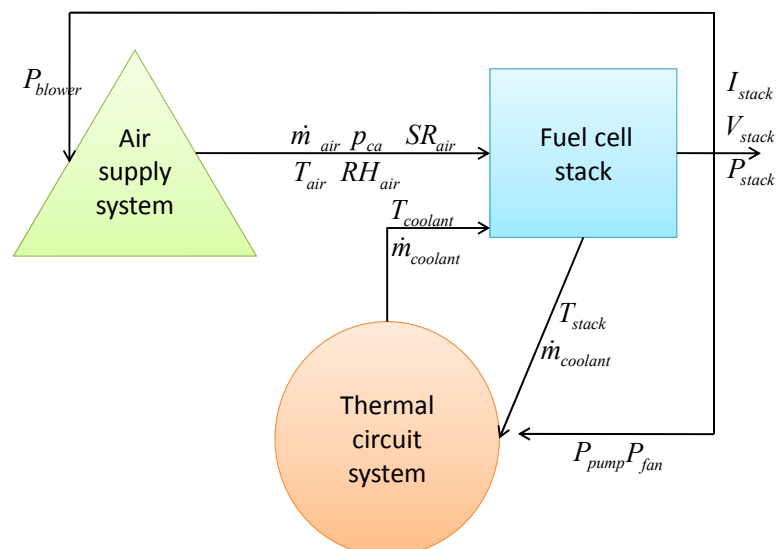 P_blower
Air
supply
system
ṁ_air p_ca SR_air
T_air RH_air
Fuel cell
stack
I_stack
V_stack
P_stack
T_coolant
ṁ_coolant
T_stack
ṁ_coolant
Thermal
circuit
system
P_pump P_fan